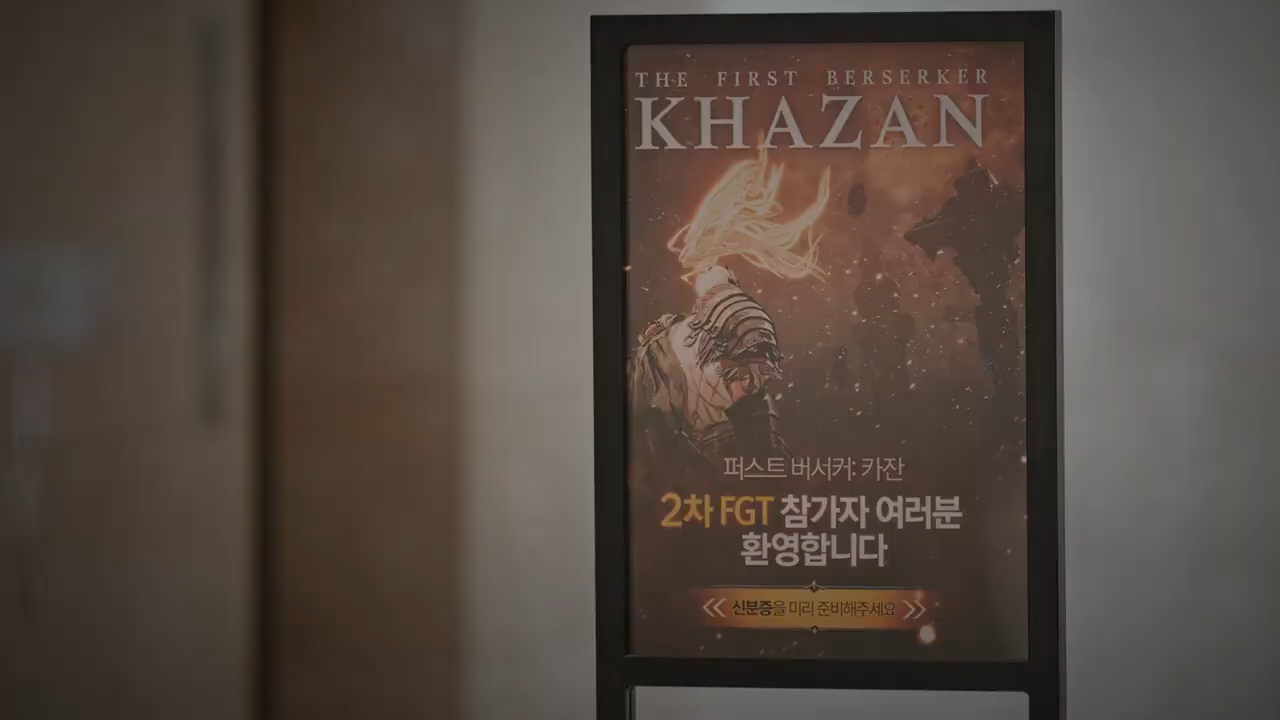 THE FIRST BERSERKER
KHAZAN
퍼스트 버서커: 카잔
2차 FGT 참가자 여러분
환영합니다
신분증을 미리 준비해주세요